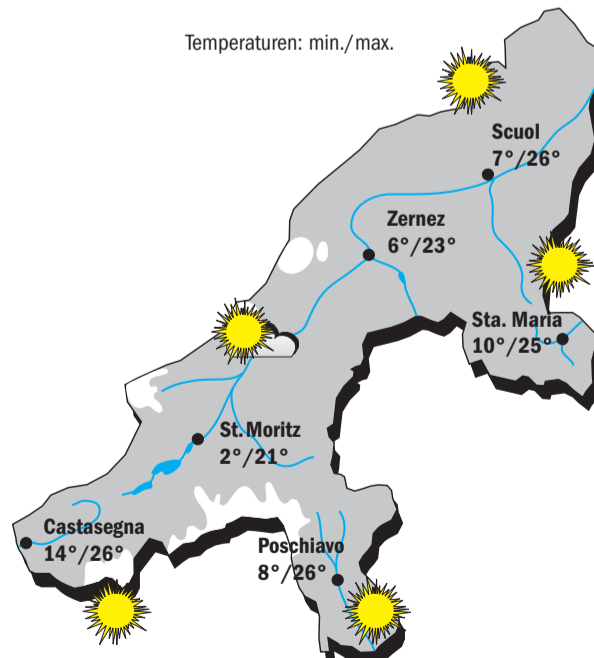 Temperaturen: min./max.
Scuol
7°/26°
Zernez
6°/23°
Sta. Maria
10°/25°
St. Moritz
2°/21°
Castasegna
14°/26°
Poschiavo
8°/26°